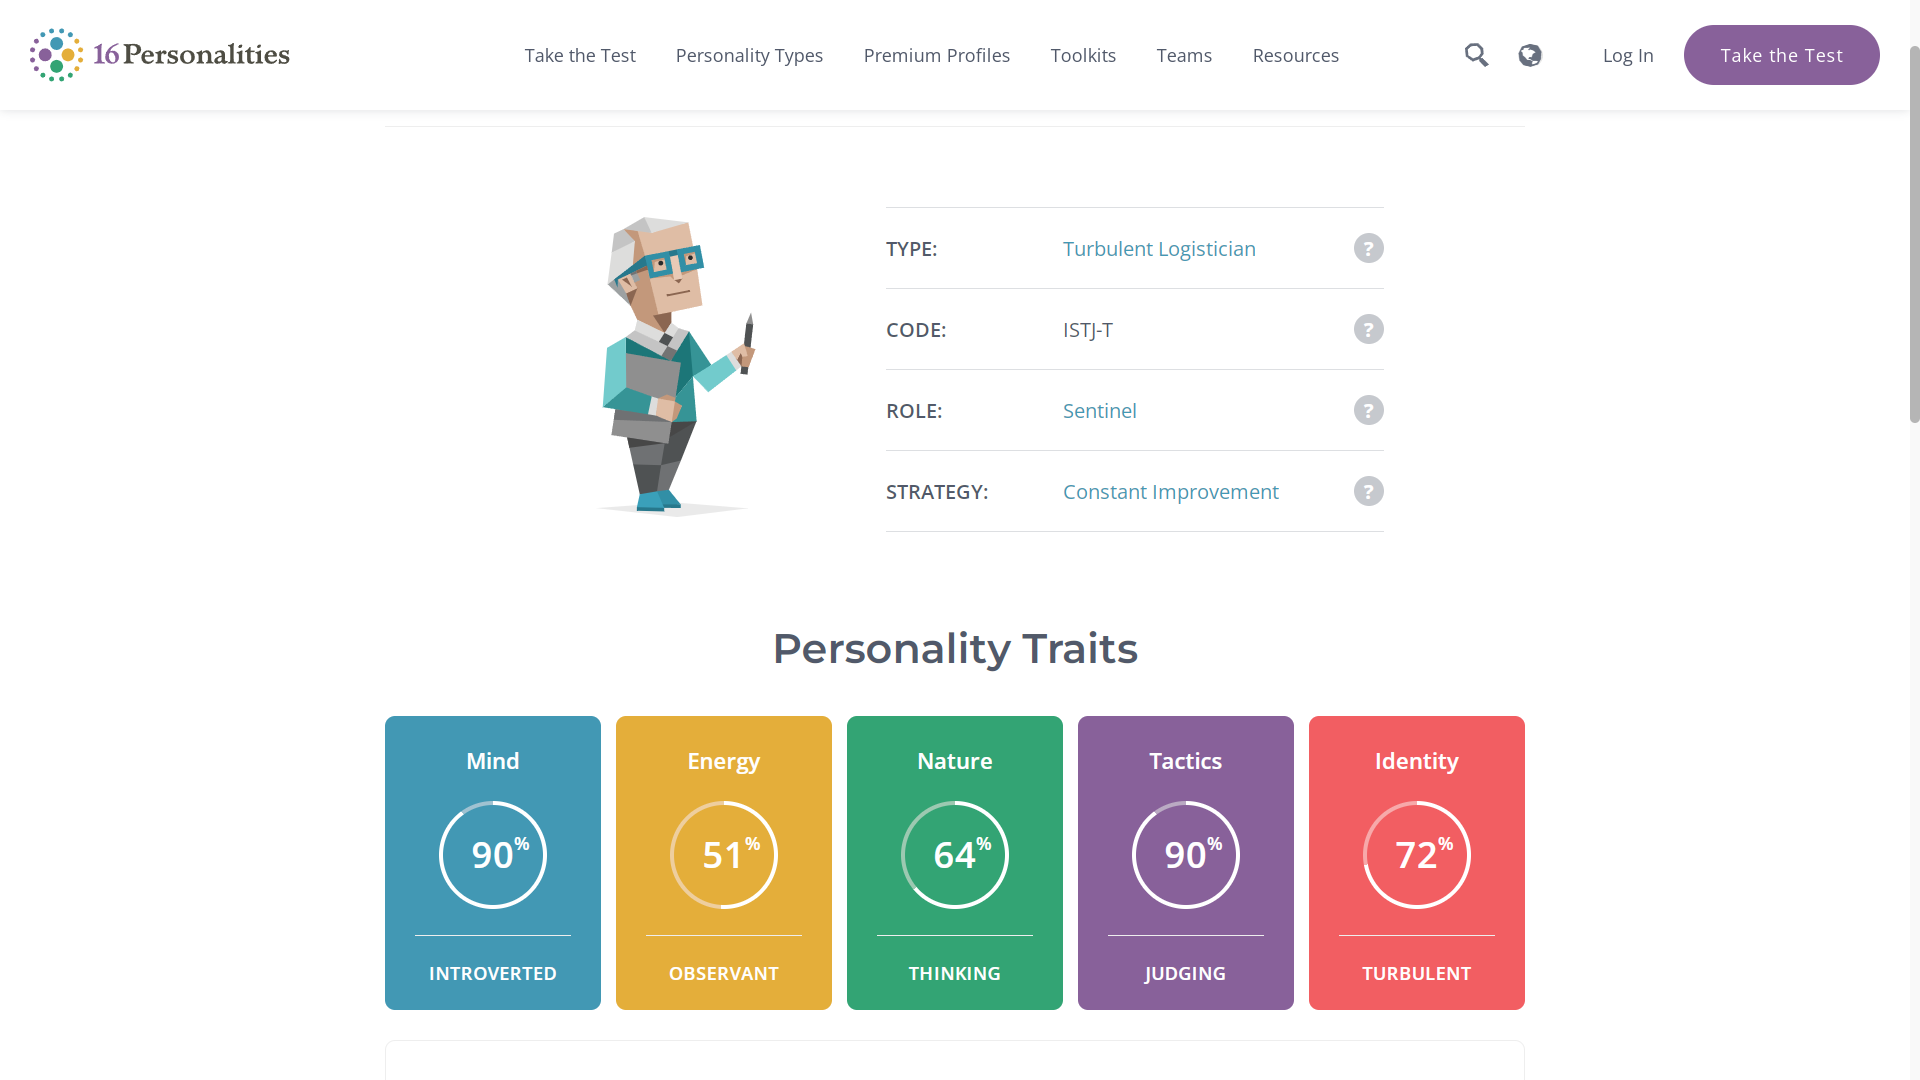 16Personalities
Take the Test
Personality Types
Premium Profiles
Toolkits
Teams
Resources
Log In
Take the Test
TYPE: Turbulent Logistician ?
CODE: ISTJ-T ?
ROLE: Sentinel ?
STRATEGY: Constant Improvement ?
Personality Traits
Mind
90%
INTROVERTED
Energy
51%
OBSERVANT
Nature
64%
THINKING
Tactics
90%
JUDGING
Identity
72%
TURBULENT